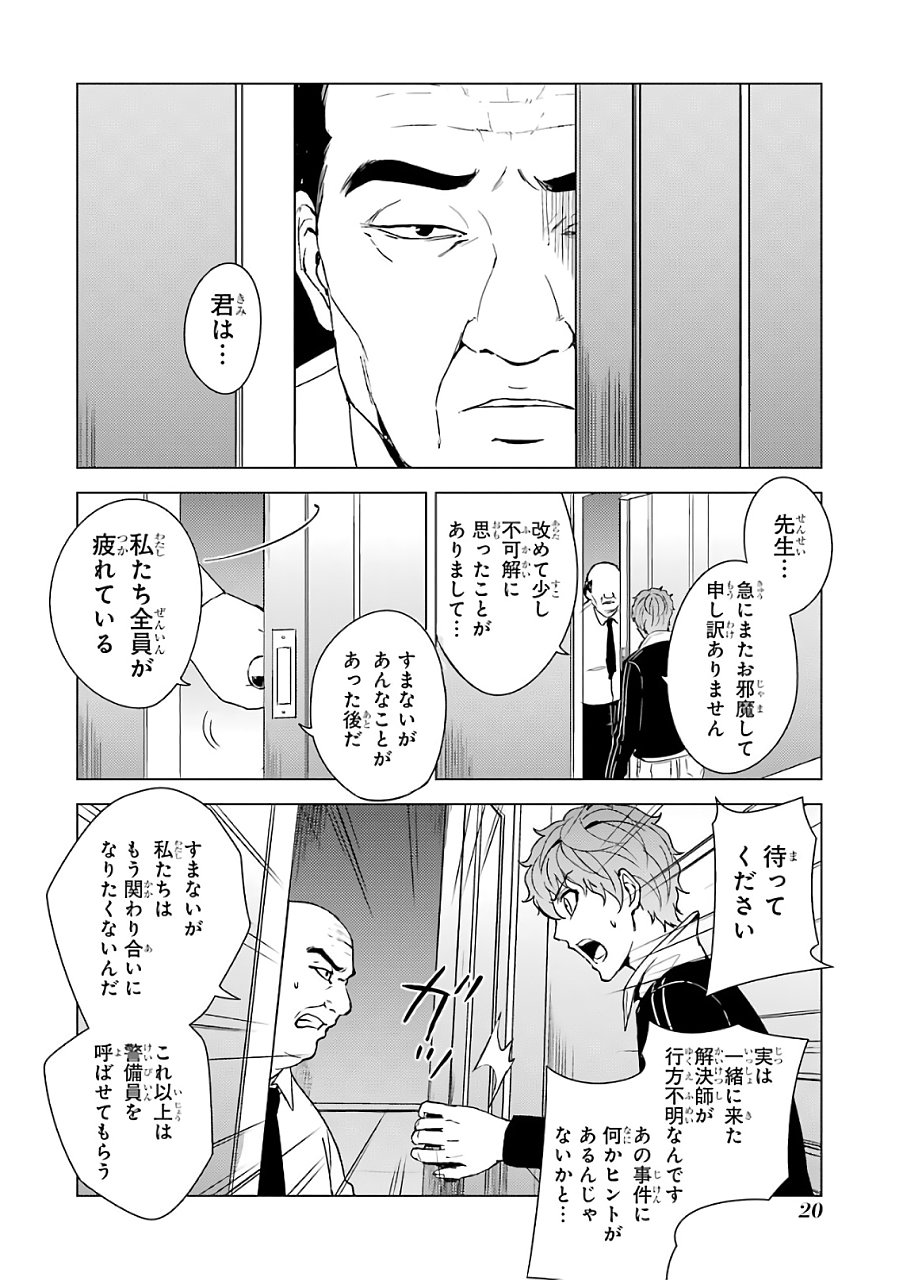 君は…
先生…
急にまたお邪魔して
申し訳ありません
改めて少し
不可解に
思ったことが
ありまして…
すまないが
あんなことが
あった後だ
私たち全員が
疲れている
待って
ください
実は
一緒に来た
解決師が
行方不明なんです
あの事件に
何かヒントが
あるんじゃ
ないかと…
ガッ
すまないが
私たちは
もう関わり合いに
なりたくないんだ
これ以上は
警備員を
呼ばせてもらう
20